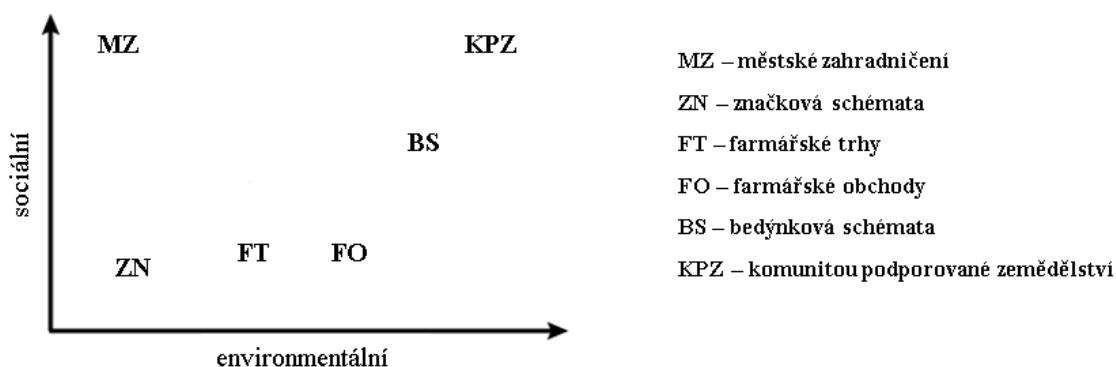 MZ
KPZ
BS
FT
FO
ZN
sociální
environmentální
MZ – městské zahradničení
ZN – značková schémata
FT – farmářské trhy
FO – farmářské obchody
BS – bedýnková schémata
KPZ – komunitou podporované zemědělství